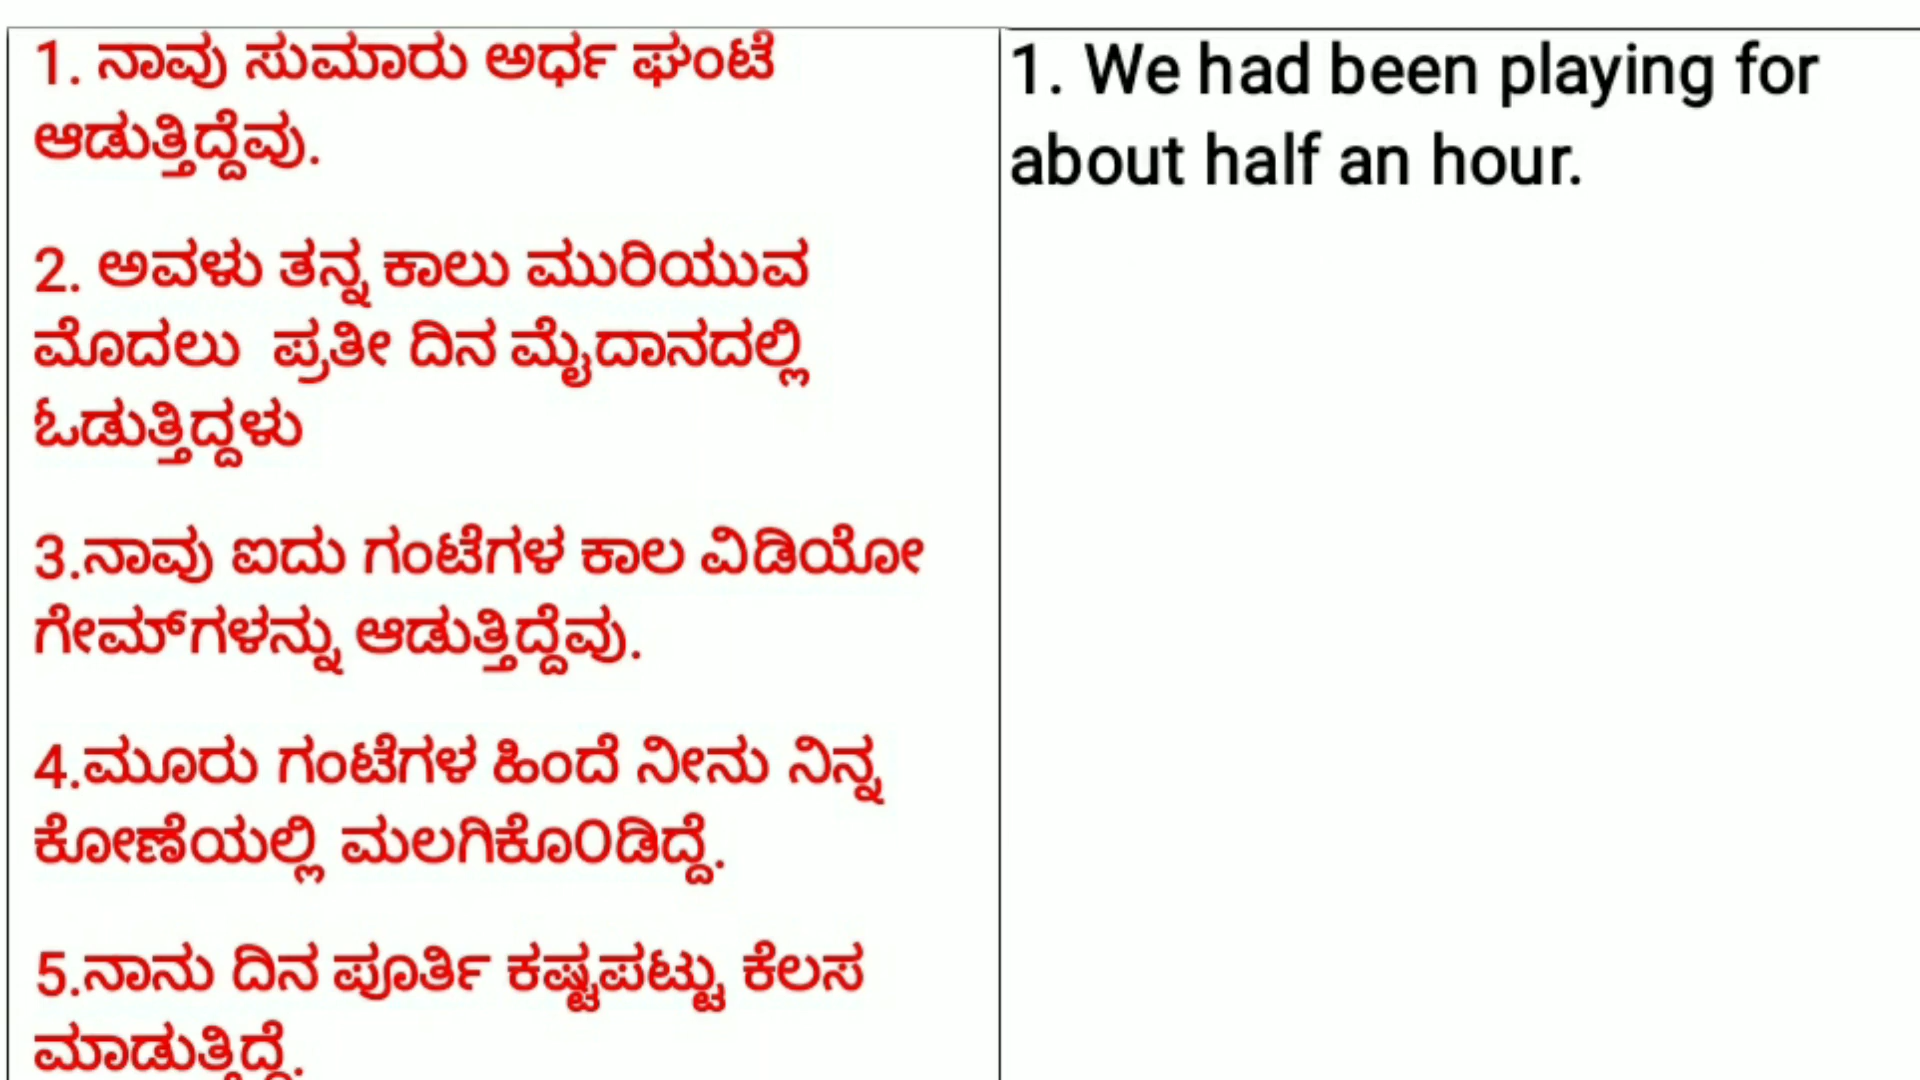 1. ನಾವು ಸುಮಾರು ಅರ್ಧ ಘಂಟೆ
ಆಡುತ್ತಿದ್ದೆವು.
2. ಅವಳು ತನ್ನ ಕಾಲು ಮುರಿಯುವ
ಮೊದಲು ಪ್ರತೀ ದಿನ ಮೈದಾನದಲ್ಲಿ
ಓಡುತ್ತಿದ್ದಳು
3.ನಾವು ಐದು ಗಂಟೆಗಳ ಕಾಲ ವಿಡಿಯೋ
ಗೇಮ್‌ಗಳನ್ನು ಆಡುತ್ತಿದ್ದೆವು.
4.ಮೂರು ಗಂಟೆಗಳ ಹಿಂದೆ ನೀನು ನಿನ್ನ
ಕೋಣೆಯಲ್ಲಿ ಮಲಗಿಕೊ೦ಡಿದ್ದೆ.
5.ನಾನು ದಿನ ಪೂರ್ತಿ ಕಷ್ಟಪಟ್ಟು ಕೆಲಸ
ಮಾಡುತ್ತಿದ್ದೆ.
1. We had been playing for
about half an hour.